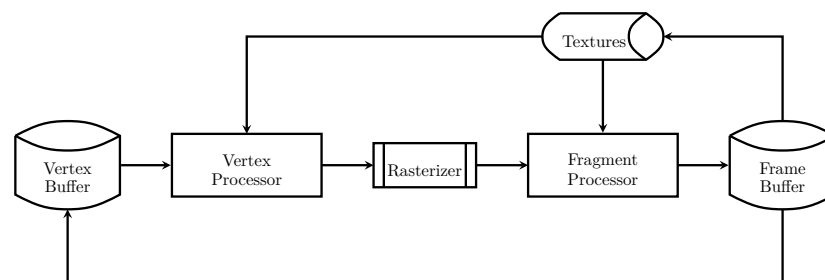 Textures
Vertex
Buffer
Vertex
Processor
Rasterizer
Fragment
Processor
Frame
Buffer